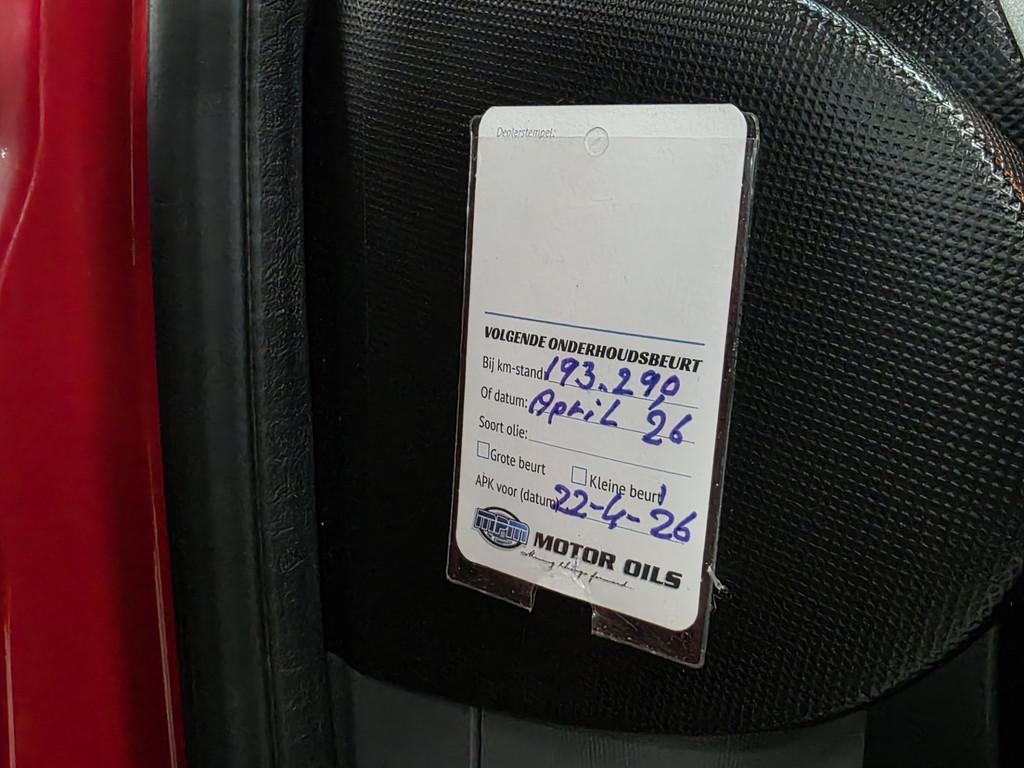 Dealerstempel:
VOLGENDE ONDERHOUDSBEURT
Bij km-stand: 193.290
Of datum: April '26
Soort olie:
Grote beurt Kleine beurt
APK voor (datum 22-4-'26
mpm
MOTOR OILS